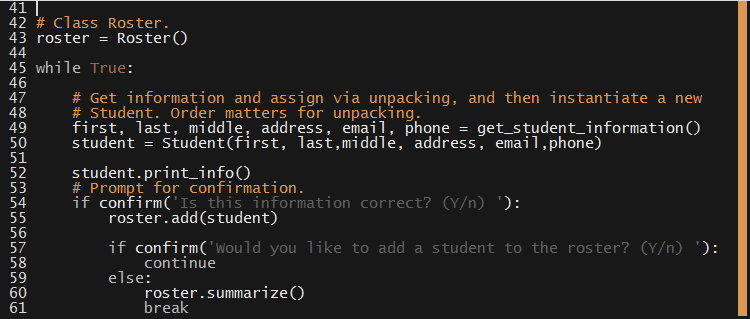 41
42 # Class Roster.
43 roster = Roster()
44
45 while True:
46
47     # Get information and assign via unpacking, and then instantiate a new
48     # Student. Order matters for unpacking.
49     first, last, middle, address, email, phone = get_student_information()
50     student = Student(first, last,middle, address, email,phone)
51
52     student.print_info()
53     # Prompt for confirmation.
54     if confirm('Is this information correct? (Y/n) '):
55         roster.add(student)
56
57         if confirm('Would you like to add a student to the roster? (Y/n) '):
58             continue
59         else:
60             roster.summarize()
61             break